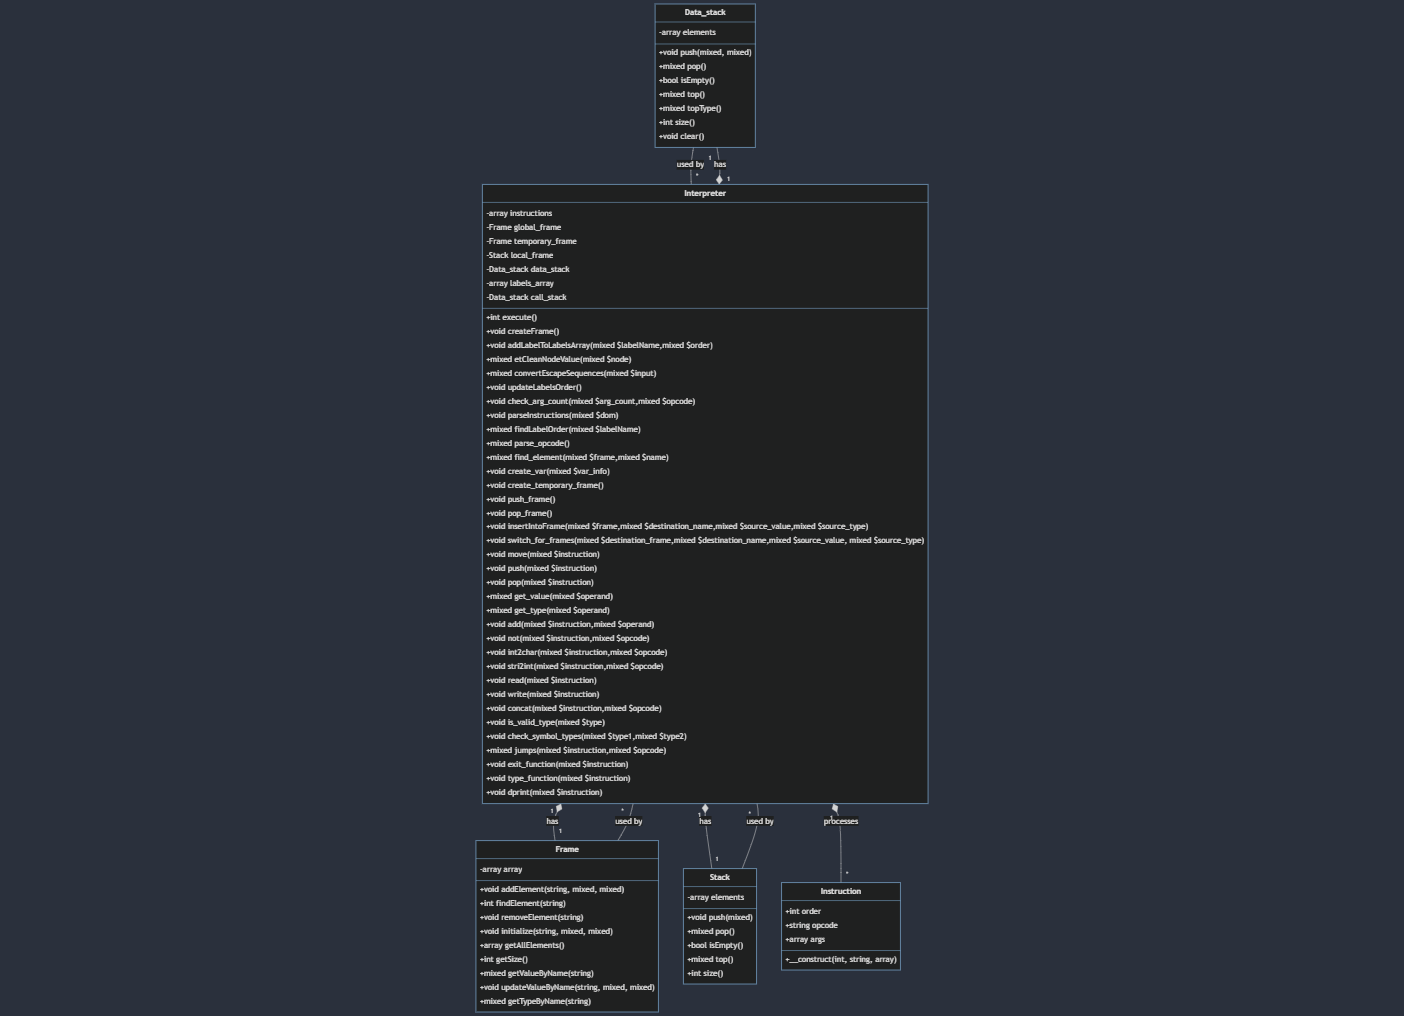 Data_stack
-array elements
+void push(mixed, mixed)
+mixed pop()
+bool isEmpty()
+mixed top()
+mixed topType()
+int size()
+void clear()
used by
1
has
*
1
Interpreter
-array instructions
-Frame global_frame
-Frame temporary_frame
-Stack local_frame
-Data_stack data_stack
-array labels_array
-Data_stack call_stack
+int execute()
+void createFrame()
+void addLabelToLabelsArray(mixed $labelName,mixed $order)
+mixed etCleanNodeValue(mixed $node)
+mixed convertEscapeSequences(mixed $input)
+void updateLabelsOrder()
+void check_arg_count(mixed $arg_count,mixed $opcode)
+void parseInstructions(mixed $dom)
+mixed findLabelOrder(mixed $labelName)
+mixed parse_opcode()
+mixed find_element(mixed $frame,mixed $name)
+void create_var(mixed $var_info)
+void create_temporary_frame()
+void push_frame()
+void pop_frame()
+void insertIntoFrame(mixed $frame,mixed $destination_name,mixed $source_value,mixed $source_type)
+void switch_for_frames(mixed $destination_frame,mixed $destination_name,mixed $source_value, mixed $source_type)
+void move(mixed $instruction)
+void push(mixed $instruction)
+void pop(mixed $instruction)
+mixed get_value(mixed $operand)
+mixed get_type(mixed $operand)
+void add(mixed $instruction,mixed $operand)
+void not(mixed $instruction,mixed $opcode)
+void int2char(mixed $instruction,mixed $opcode)
+void stri2int(mixed $instruction,mixed $opcode)
+void read(mixed $instruction)
+void write(mixed $instruction)
+void concat(mixed $instruction,mixed $opcode)
+void is_valid_type(mixed $type)
+void check_symbol_types(mixed $type1,mixed $type2)
+mixed jumps(mixed $instruction,mixed $opcode)
+void exit_function(mixed $instruction)
+void type_function(mixed $instruction)
+void dprint(mixed $instruction)
1
has
1
*
used by
1
has
1
*
used by
1
processes
*
Frame
-array array
+void addElement(string, mixed, mixed)
+int findElement(string)
+void removeElement(string)
+void initialize(string, mixed, mixed)
+array getAllElements()
+int getSize()
+mixed getValueByName(string)
+void updateValueByName(string, mixed, mixed)
+mixed getTypeByName(string)
Stack
-array elements
+void push(mixed)
+mixed pop()
+bool isEmpty()
+mixed top()
+int size()
Instruction
+int order
+string opcode
+array args
+__construct(int, string, array)